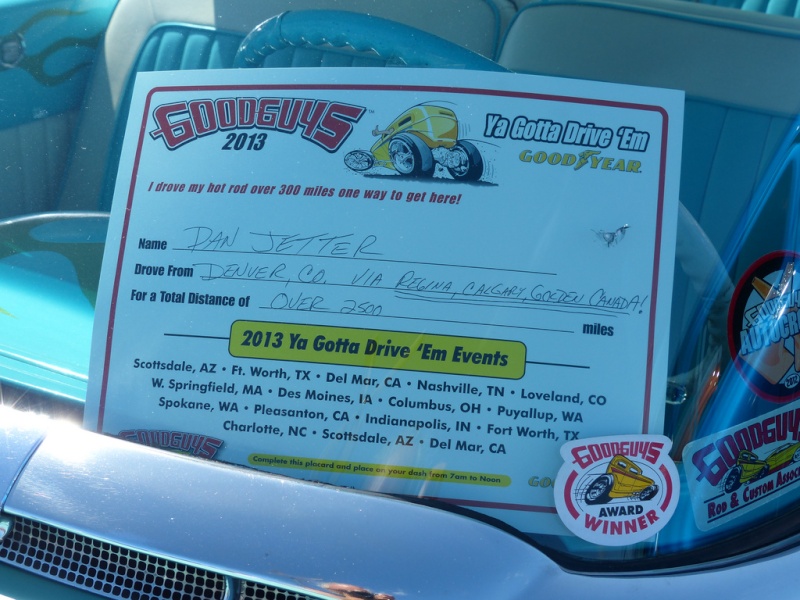 GOODGUYS™
2013
Ya Gotta Drive 'Em
GOODYEAR
I drove my hot rod over 300 miles one way to get here!
Name DAN JETTER
Drove From DENVER, CO. VIA REGINA, CALGARY, GOLDEN CANADA!
For a Total Distance of OVER 2500 miles
2013 Ya Gotta Drive 'Em Events
Scottsdale, AZ • Ft. Worth, TX • Del Mar, CA • Nashville, TN • Loveland, CO
W. Springfield, MA • Des Moines, IA • Columbus, OH • Puyallup, WA
Spokane, WA • Pleasanton, CA • Indianapolis, IN • Fort Worth, TX
Charlotte, NC • Scottsdale, AZ • Del Mar, CA
GOODGUYS
Complete this placard and place on your dash from 7am to Noon
GO
GOODGUYS
AWARD
WINNER
AUTOCR
GOODGUYS
ROD & CUSTOM ASSOC